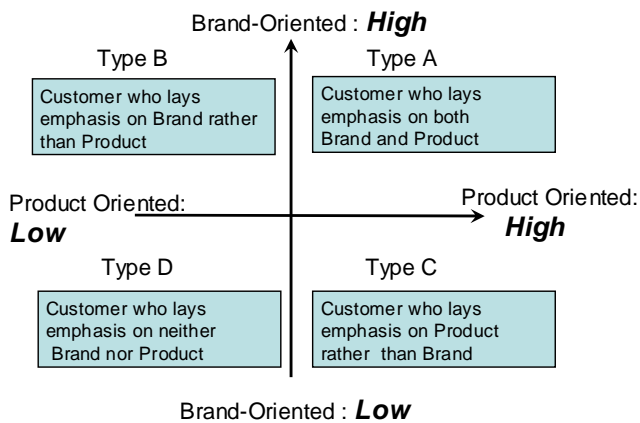 Brand-Oriented : High
Type B
Type A
Customer who lays
emphasis on Brand rather
than Product
Customer who lays
emphasis on both
Brand and Product
Product Oriented:
Low
Product Oriented:
High
Type D
Type C
Customer who lays
emphasis on neither
Brand nor Product
Customer who lays
emphasis on Product
rather than Brand
Brand-Oriented : Low